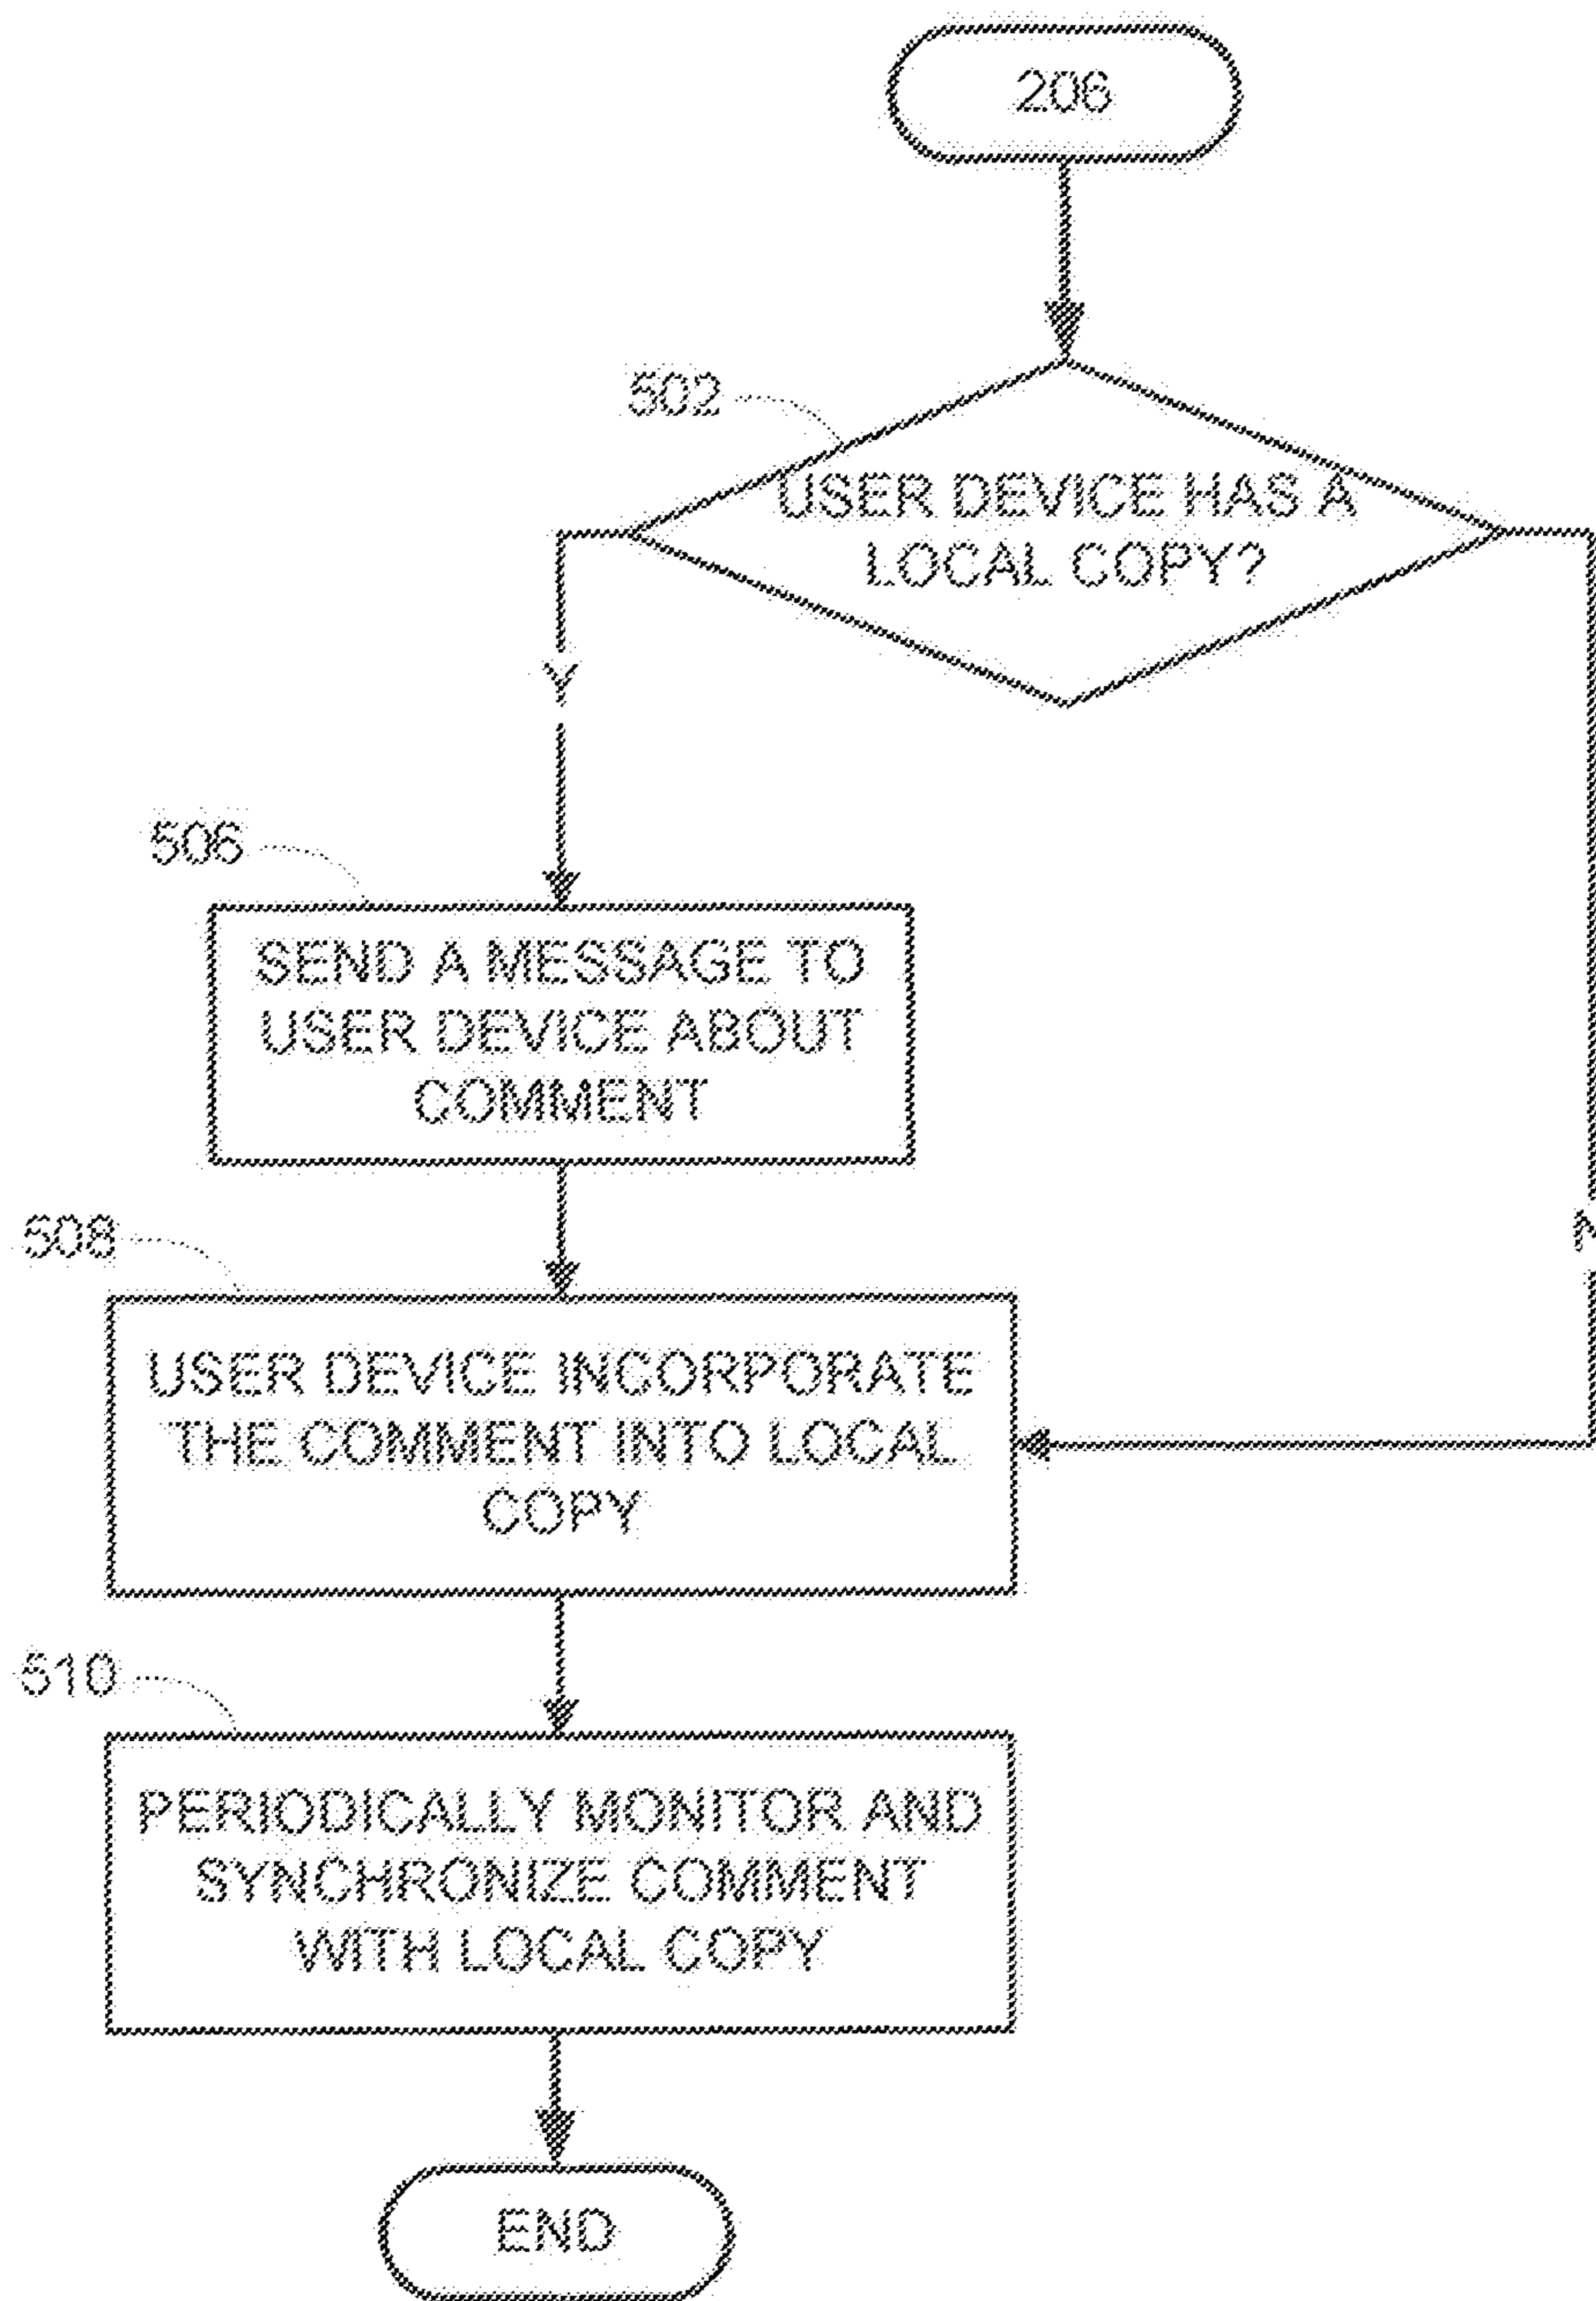 206
502
USER DEVICE HAS A
LOCAL COPY?
Y
506
SEND A MESSAGE TO
USER DEVICE ABOUT
COMMENT
508
N
USER DEVICE INCORPORATE
THE COMMENT INTO LOCAL
COPY
510
PERIODICALLY MONITOR AND
SYNCHRONIZE COMMENT
WITH LOCAL COPY
END